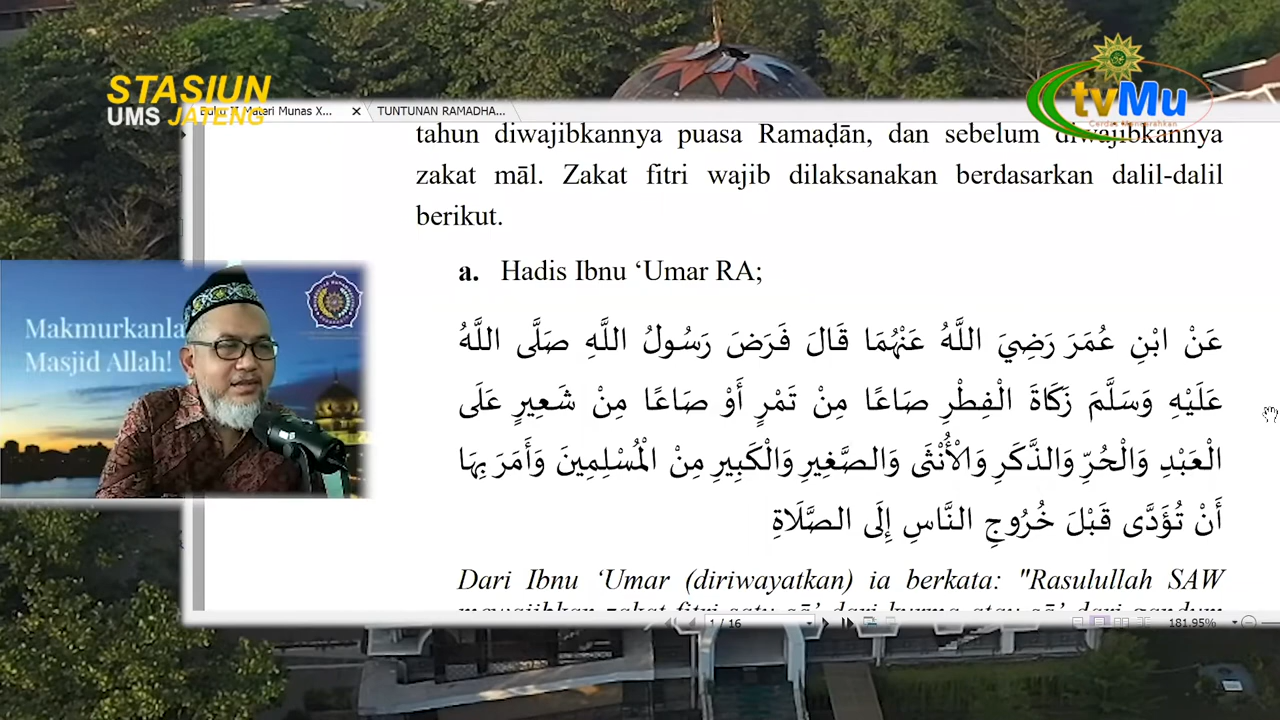 STASIUN
UMS JATENG
tvMu
TUNTUNAN RAMADHA...
tahun diwajibkannya puasa Ramaḍān, dan sebelum diwajibkannya
zakat māl. Zakat fitri wajib dilaksanakan berdasarkan dalil-dalil
berikut.
a. Hadis Ibnu ‘Umar RA;
عَنْ ابْنِ عُمَرَ رَضِيَ اللَّهُ عَنْهُمَا قَالَ فَرَضَ رَسُولُ اللَّهِ صَلَّى اللَّهُ
عَلَيْهِ وَسَلَّمَ زَكَاةَ الْفِطْرِ صَاعًا مِنْ تَمْرٍ أَوْ صَاعًا مِنْ شَعِيرٍ عَلَى
الْعَبْدِ وَالْحُرِّ وَالذَّكَرِ وَالْأُنْثَى وَالصَّغِيرِ وَالْكَبِيرِ مِنْ الْمُسْلِمِينَ وَأَمَرَ بِهَا
أَنْ تُؤَدَّى قَبْلَ خُرُوجِ النَّاسِ إِلَى الصَّلَاةِ
Dari Ibnu ‘Umar (diriwayatkan) ia berkata: "Rasulullah SAW
Makmurkanla
Masjid Allah!
1 / 16
181.95%